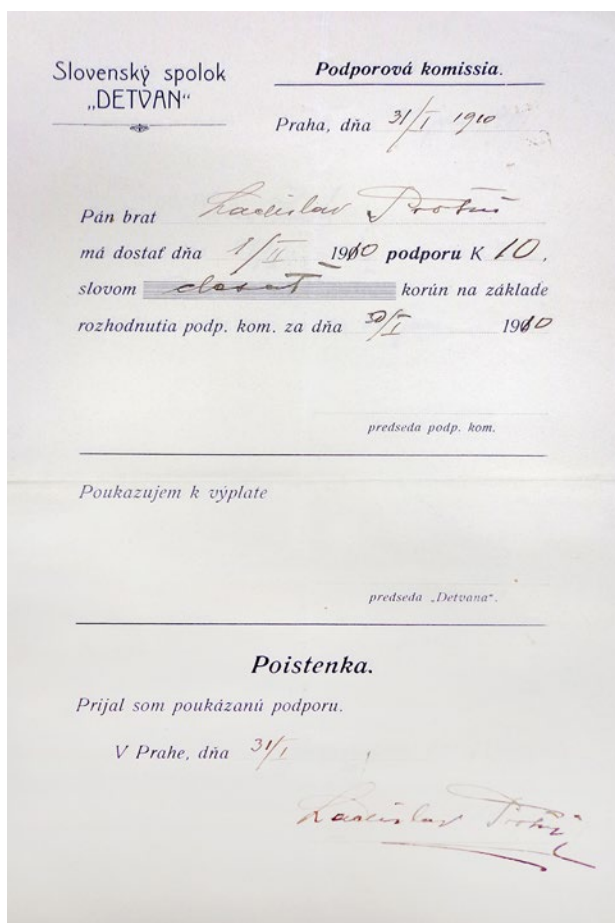 Slovenský spolok
„DETVAN“
Podporová komissia.
Praha, dňa 31/I 1910
Pán brat Ladislav
má dostať dňa 1/II 1910 podporu K 10,
slovom desať korún na základe
rozhodnutia podp. kom. za dňa 30/I 1910
predseda podp. kom.
Poukazujem k výplate
predseda „Detvana“.
Poistenka.
Prijal som poukázanú podporu.
V Prahe, dňa 31/I
Ladislav